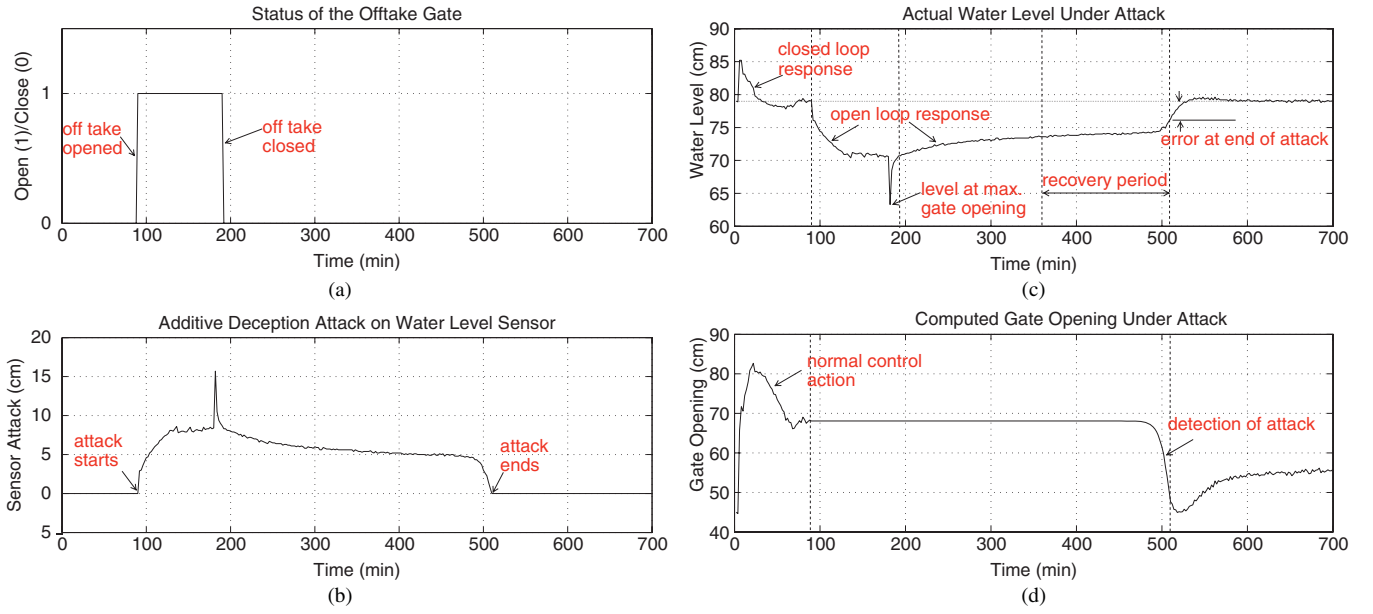 Status of the Offtake Gate
Open (1)/Close (0)
1
0
off take
opened
off take
closed
0 100 200 300 400 500 600 700
Time (min)
(a)
Additive Deception Attack on Water Level Sensor
Sensor Attack (cm)
20
15
10
5
0
5
attack
starts
attack
ends
0 100 200 300 400 500 600 700
Time (min)
(b)
Actual Water Level Under Attack
Water Level (cm)
90
85
79
75
70
65
60
closed loop
response
open loop response
level at max.
gate opening
recovery period
error at end of attack
0 100 200 300 400 500 600 700
Time (min)
(c)
Computed Gate Opening Under Attack
Gate Opening (cm)
90
80
70
60
50
40
normal control
action
detection of attack
0 100 200 300 400 500 600 700
Time (min)
(d)